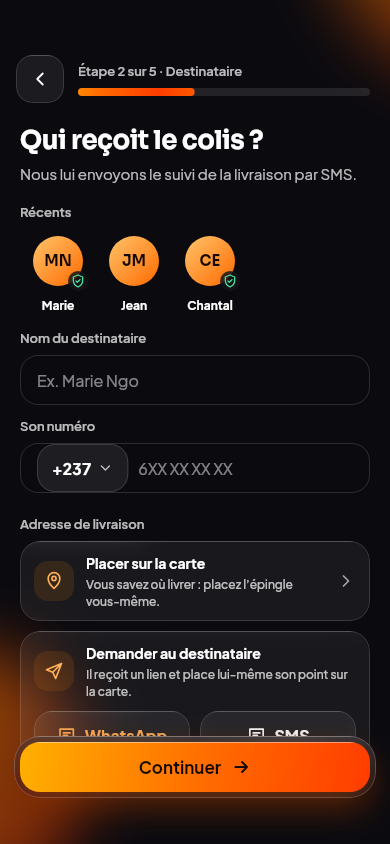 Étape 2 sur 5 · Destinataire
Qui reçoit le colis ?
Nous lui envoyons le suivi de la livraison par SMS.
Récents
MN
JM
CE
Marie
Jean
Chantal
Nom du destinataire
Ex. Marie Ngo
Son numéro
+237
6XX XX XX XX
Adresse de livraison
Placer sur la carte
Vous savez où livrer : placez l'épingle
vous-même.
Demander au destinataire
Il reçoit un lien et place lui-même son point sur
la carte.
WhatsApp
SMS
Continuer